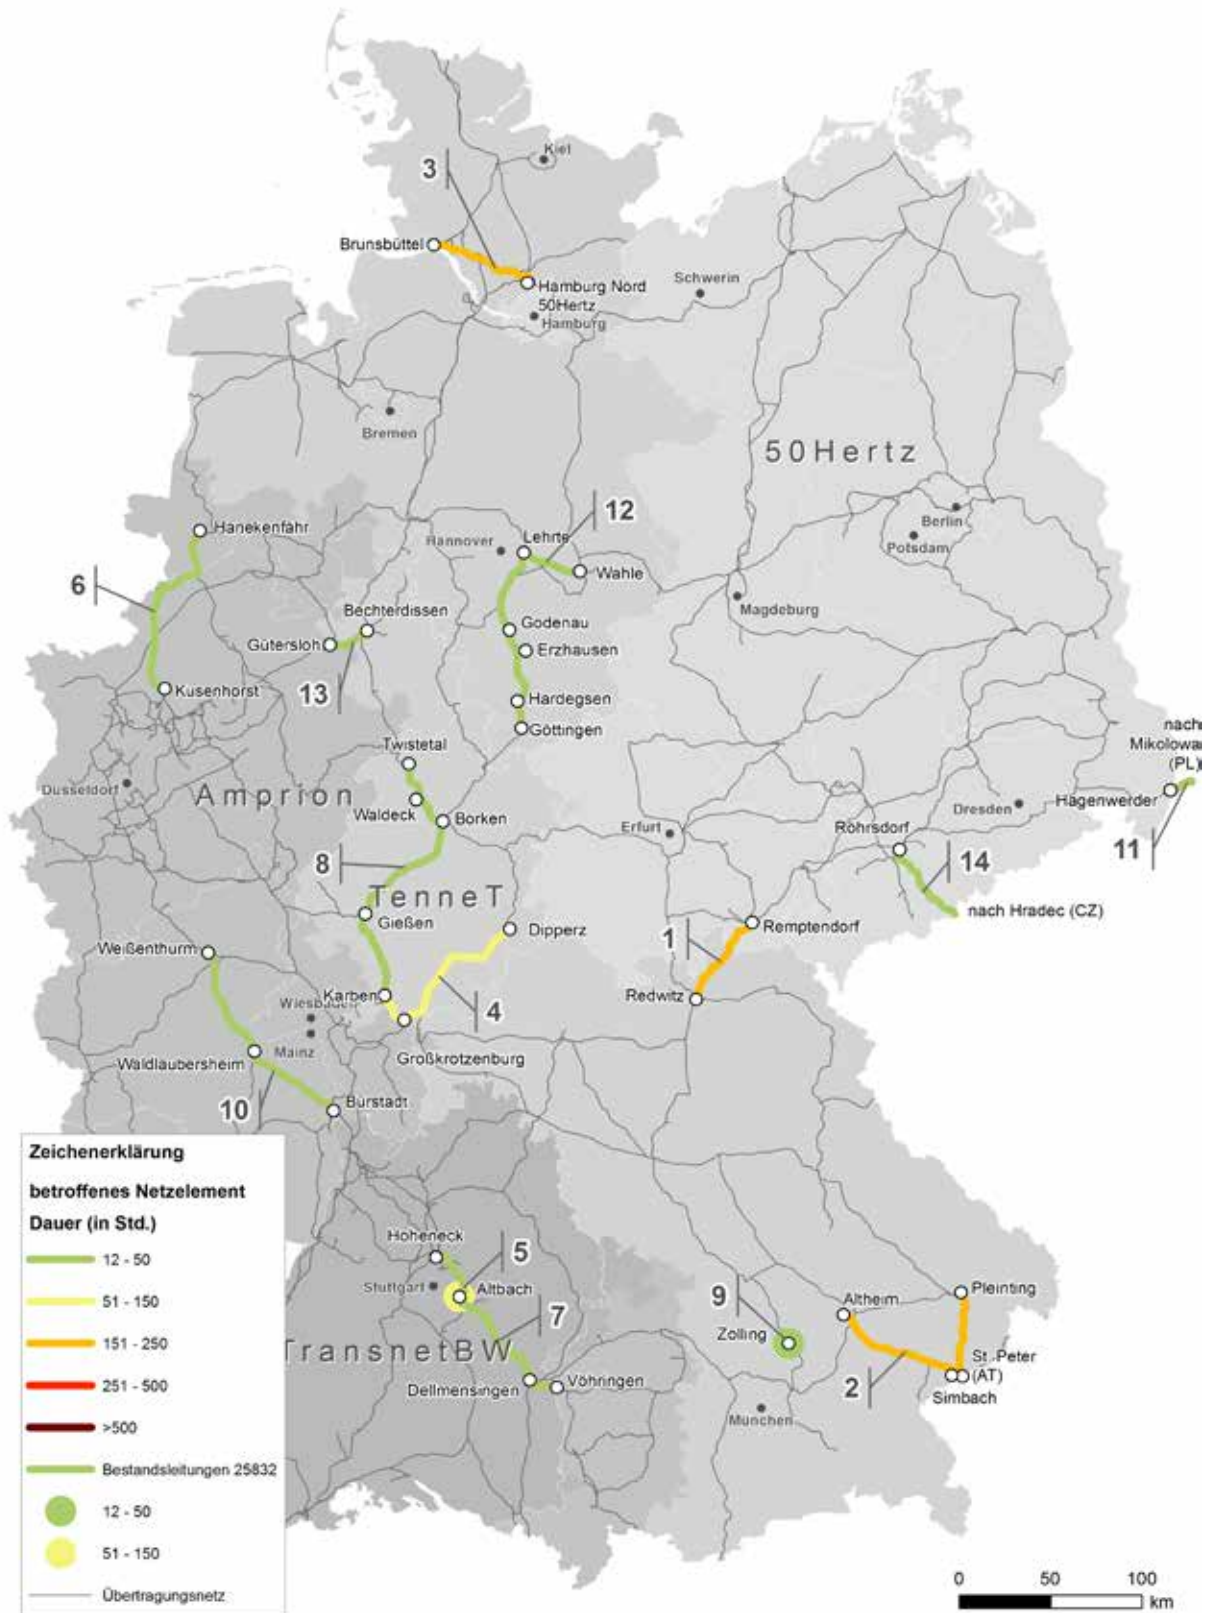 Kiel
3
Brunsbüttel
Schwerin
Hamburg Nord
50Hertz
Hamburg
Bremen
50Hertz
12
Hanekenfähr
Berlin
Lehrte
Hannover
Potsdam
6
Wahle
Magdeburg
Bechterdissen
Godenau
Gütersloh
Erzhausen
13
Kusenhorst
Hardegsen
Göttingen
nach
Mikolowa
(PL)
Twistetal
Düsseldorf
Amprion
Waldeck
Borken
Hagenwerder
Dresden
Erfurt
Röhrsdorf
11
8
14
TenneT
nach Hradec (CZ)
Gießen
Dipperz
Remptendorf
1
Weißenthurm
Karben
Redwitz
Wiesbaden
4
Mainz
Großkrotzenburg
Waldlaubersheim
10
Bürstadt
Zeichenerklärung
betroffenes Netzelement
Dauer (in Std.)
12 - 50
51 - 150
151 - 250
251 - 500
>500
Bestandsleitungen 25832
12 - 50
51 - 150
Übertragungsnetz
Hoheneck
5
Stuttgart
Altbach
7
TransnetBW
Dellmensingen
Vöhringen
9
Zolling
Altheim
Pleinting
St. Peter
(AT)
2
Simbach
München
0 50 100
km